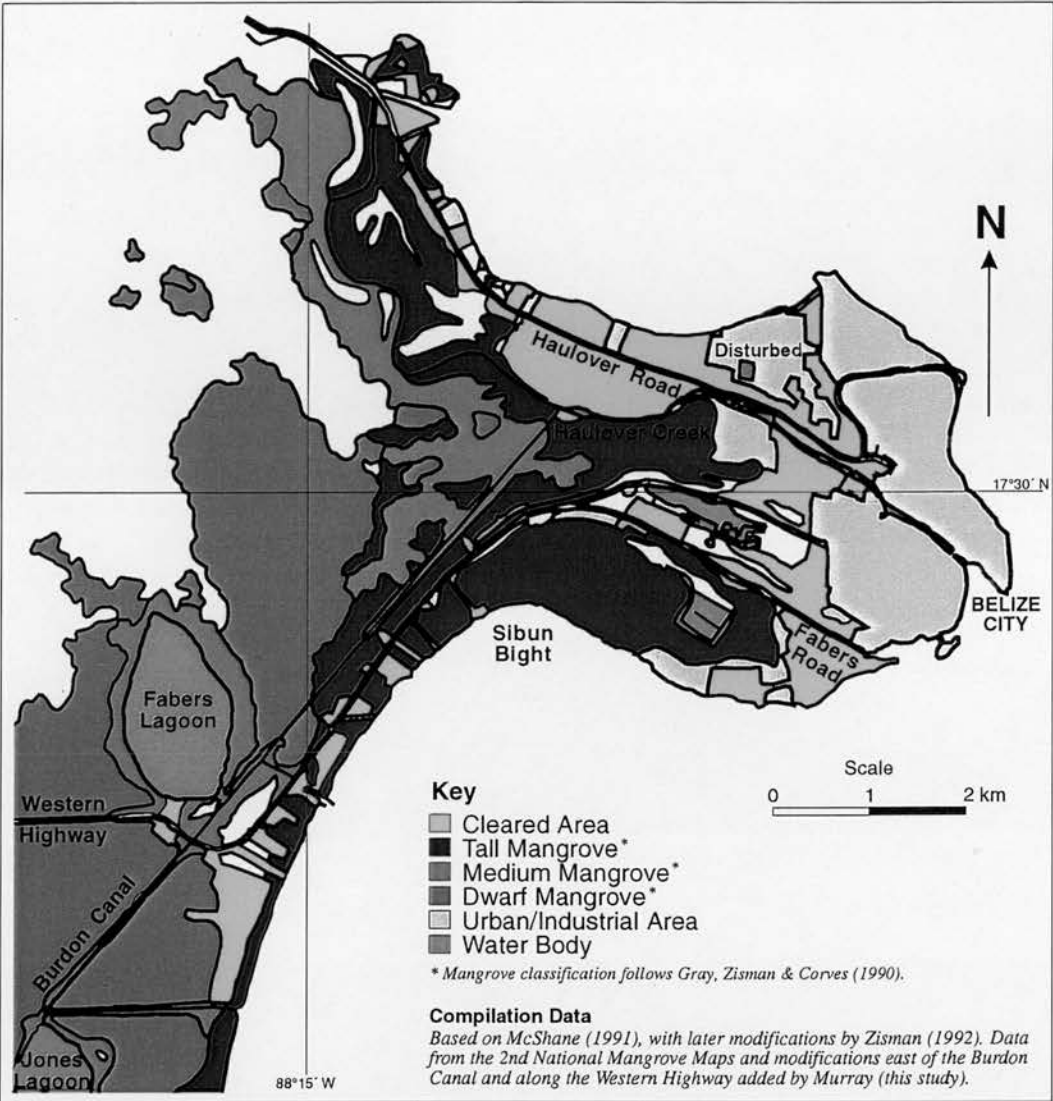 N
Disturbed
Haulover Road
Haulover Creek
17°30´ N
BELIZE
CITY
Sibun
Bight
Fabers
Road
Fabers
Lagoon
Western
Highway
Burdon Canal
Jones
Lagoon
88°15´ W
Scale
0 1 2 km
Key
Cleared Area
Tall Mangrove*
Medium Mangrove*
Dwarf Mangrove*
Urban/Industrial Area
Water Body
* Mangrove classification follows Gray, Zisman & Corves (1990).
Compilation Data
Based on McShane (1991), with later modifications by Zisman (1992). Data
from the 2nd National Mangrove Maps and modifications east of the Burdon
Canal and along the Western Highway added by Murray (this study).